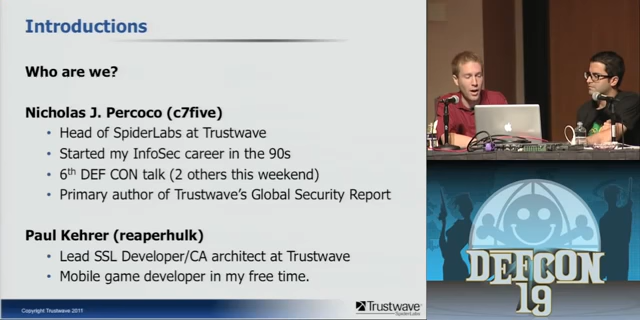 Introductions
Who are we?
Nicholas J. Percoco (c7five)
• Head of SpiderLabs at Trustwave
• Started my InfoSec career in the 90s
• 6th DEF CON talk (2 others this weekend)
• Primary author of Trustwave's Global Security Report
Paul Kehrer (reaperhulk)
• Lead SSL Developer/CA architect at Trustwave
• Mobile game developer in my free time.
Copyright Trustwave 2011
Trustwave
SpiderLabs
DEFCON
19